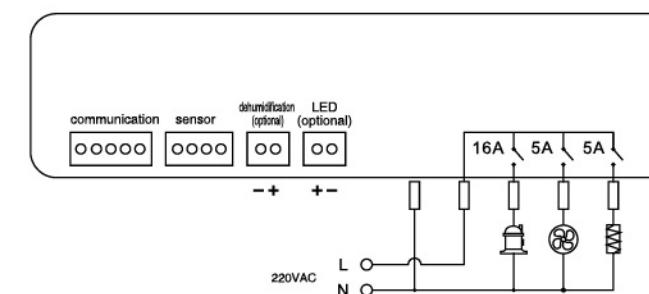 communication
sensor
dehumidification
(optional)
LED
(optional)
- +
+ -
16A
5A
5A
220VAC
L
N